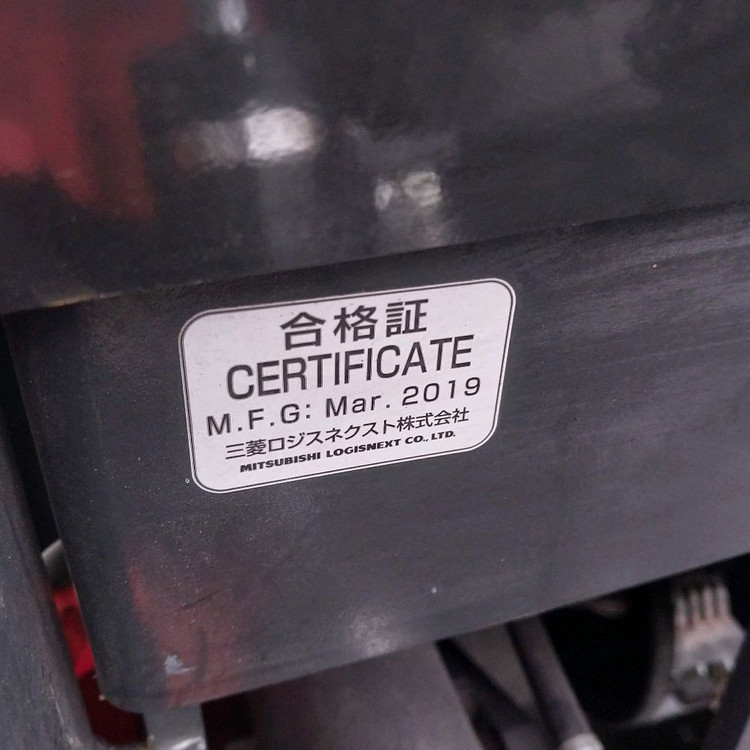 合格証
CERTIFICATE
M.F.G: Mar. 2019
三菱ロジスネクスト株式会社
MITSUBISHI LOGISNEXT CO., LTD.